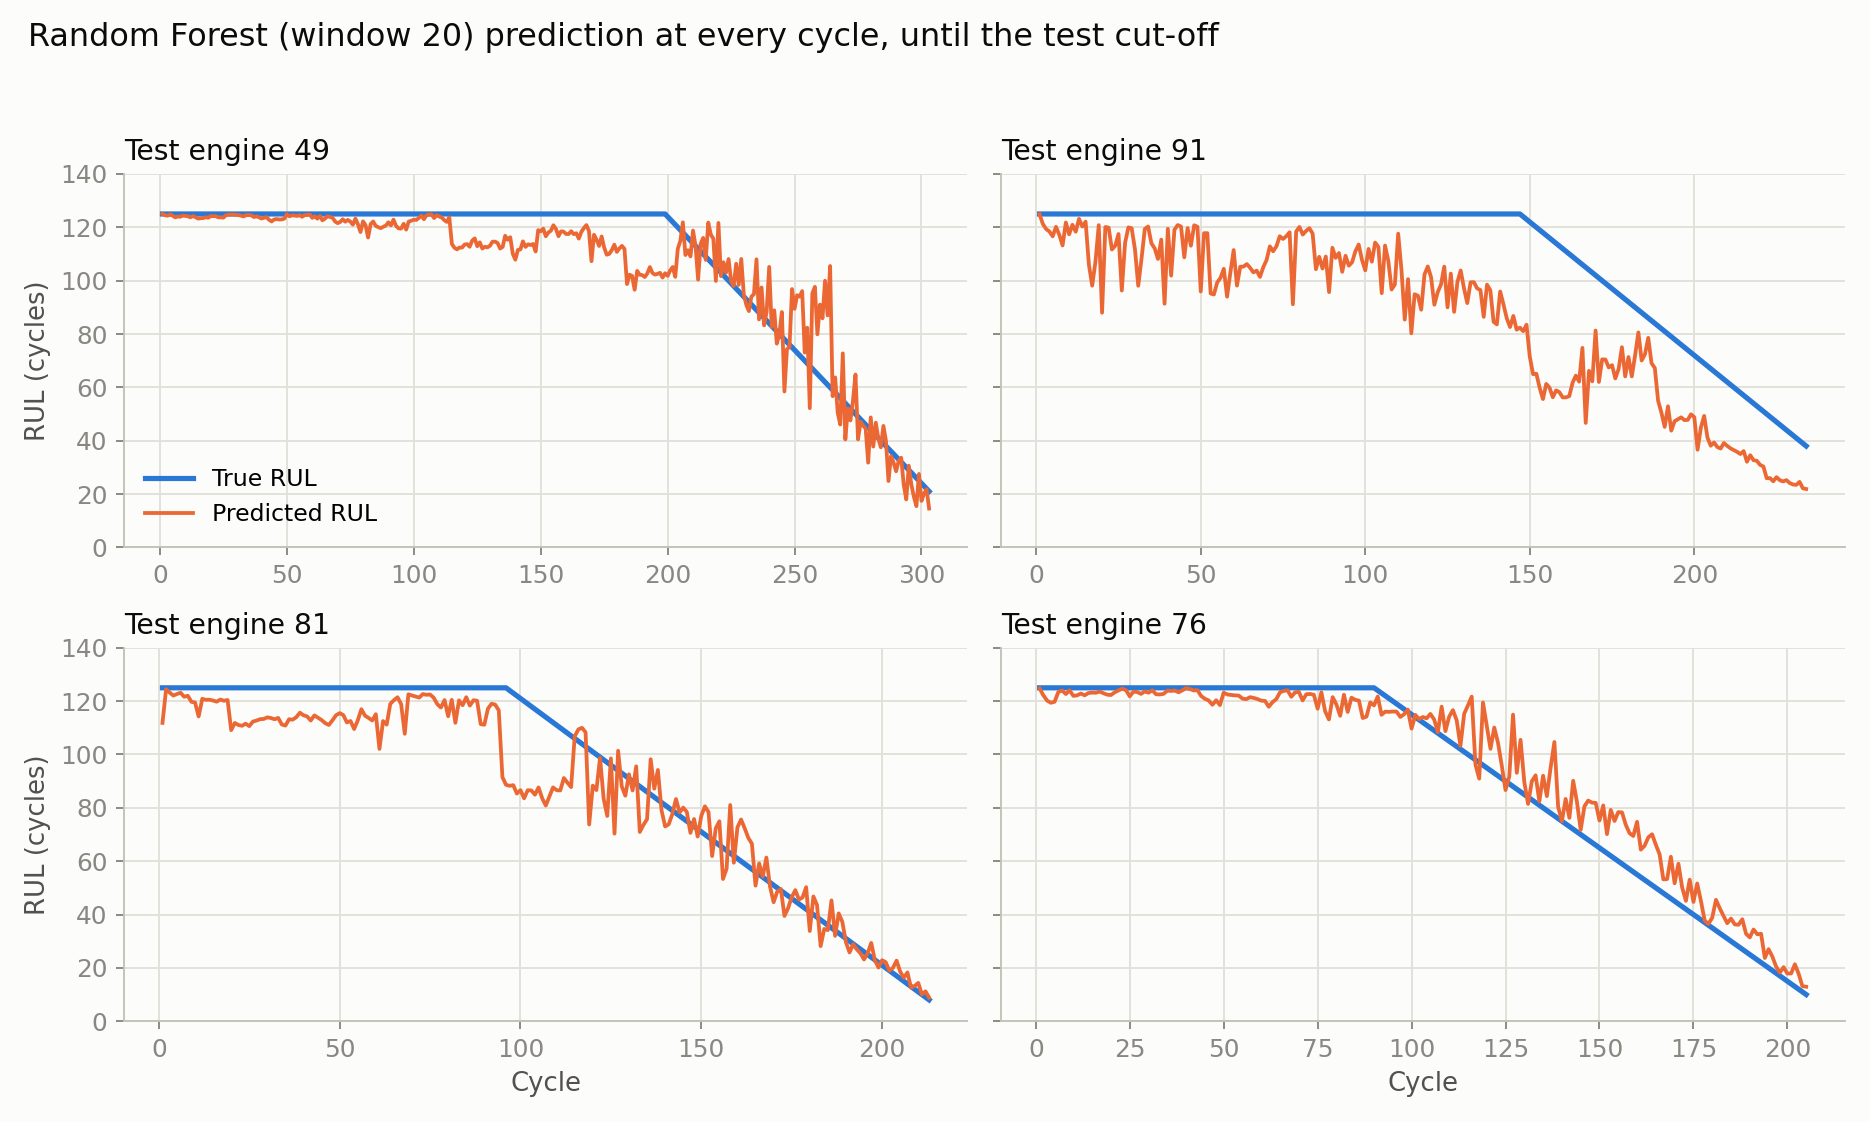 Random Forest (window 20) prediction at every cycle, until the test cut-off
Test engine 49
140
120
100
80
60
40
20
0
RUL (cycles)
True RUL
Predicted RUL
0 50 100 150 200 250 300
Test engine 91
0 50 100 150 200
Test engine 81
140
120
100
80
60
40
20
0
RUL (cycles)
0 50 100 150 200
Cycle
Test engine 76
0 25 50 75 100 125 150 175 200
Cycle